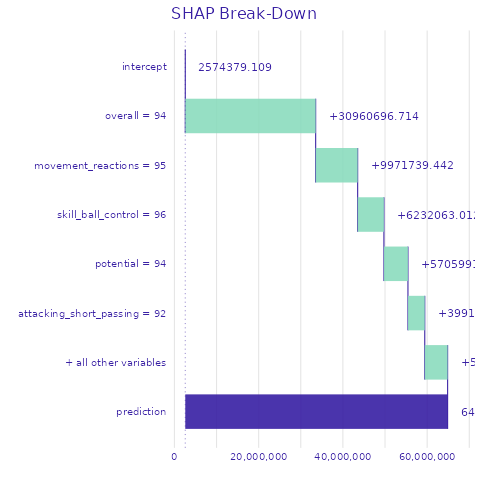 SHAP Break-Down
intercept 2574379.109
overall = 94 +30960696.714
movement_reactions = 95 +9971739.442
skill_ball_control = 96 +6232063.012
potential = 94 +570599
attacking_short_passing = 92 +3991
+ all other variables +5
prediction 64
0 20,000,000 40,000,000 60,000,000